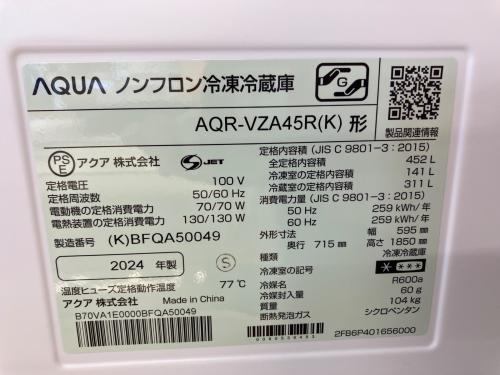 AQUA ノンフロン冷凍冷蔵庫
G
AQR-VZA45R(K) 形
製品関連情報
PSE アクア 株式会社 S-JET
定格電圧 100 V
定格周波数 50/60 Hz
電動機の定格消費電力 70/70 W
電熱装置の定格消費電力 130/130 W
製造番号 (K)BFQA50049
2024 年製 S
温度ヒューズ定格動作温度 77℃
アクア 株式会社 Made in China
B70VA1E0000BFQA50049
定格内容積 (JIS C 9801-3 : 2015)
全定格内容積 452 L
冷凍室の定格内容積 141 L
冷蔵室の定格内容積 311 L
消費電力量 (JIS C 9801-3 : 2015)
50 Hz 259 kWh/年
60 Hz 259 kWh/年
外形寸法 幅 595 mm
奥行 715 mm 高さ 1850 mm
種類 冷凍冷蔵庫
冷凍室の記号
冷媒名 R600a
冷媒封入量 60 g
質量 104 kg
断熱発泡ガス シクロペンタン
2FB6P401656000